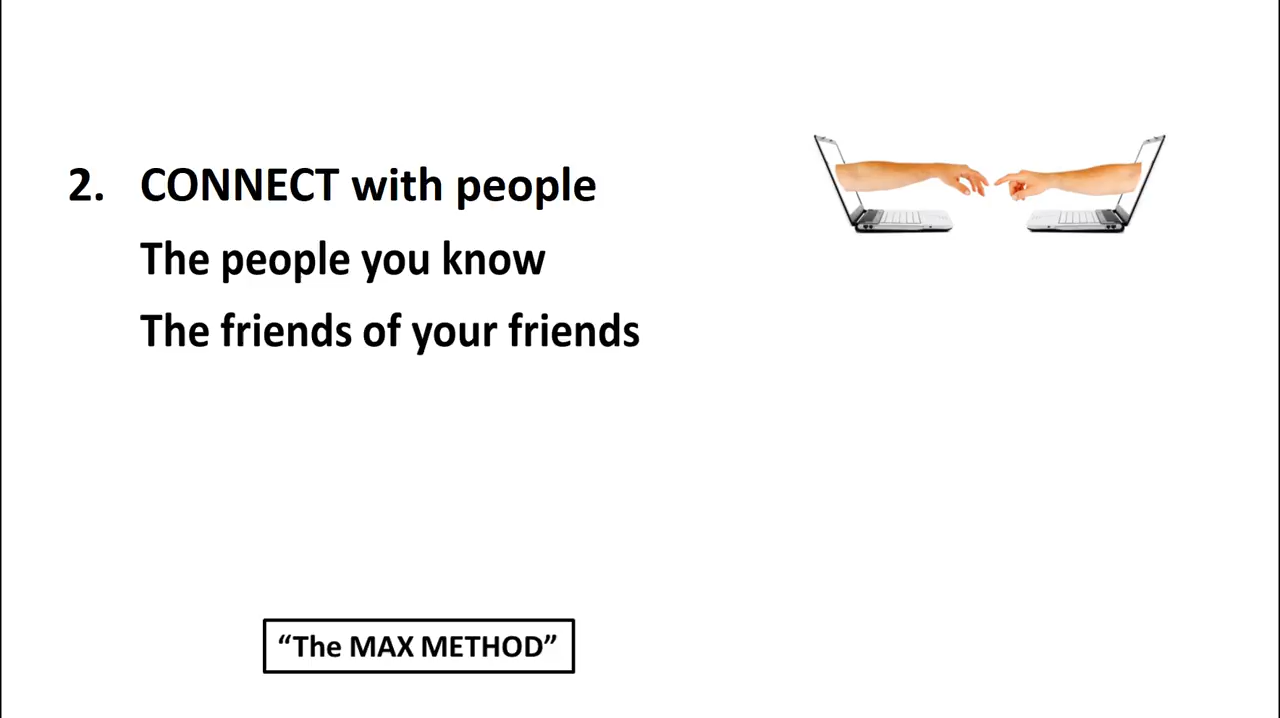 2. CONNECT with people
The people you know
The friends of your friends
“The MAX METHOD”